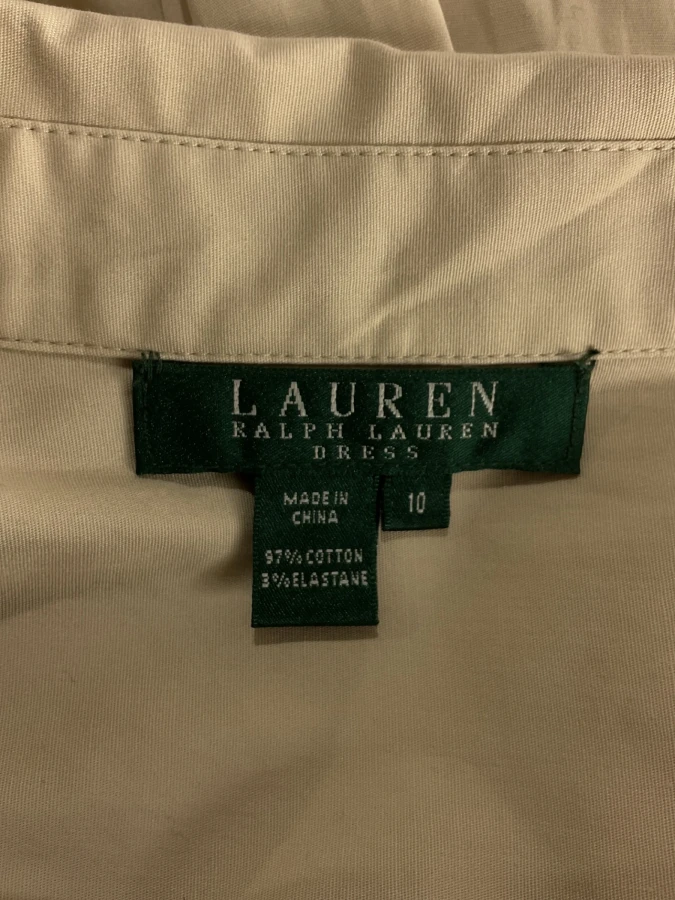 LAUREN
RALPH LAUREN
DRESS
MADE IN
CHINA
10
97% COTTON
3% ELASTANE